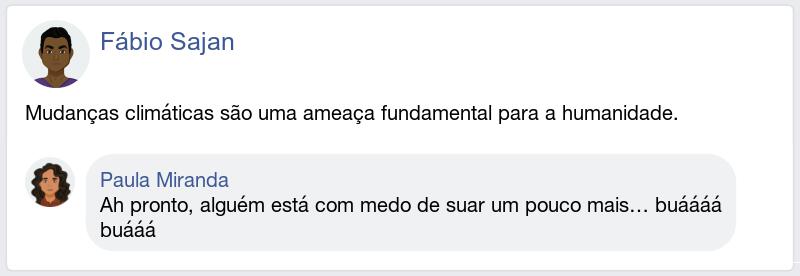 Fábio Sajan
Mudanças climáticas são uma ameaça fundamental para a humanidade.
Paula Miranda
Ah pronto, alguém está com medo de suar um pouco mais... buáááá
buááá